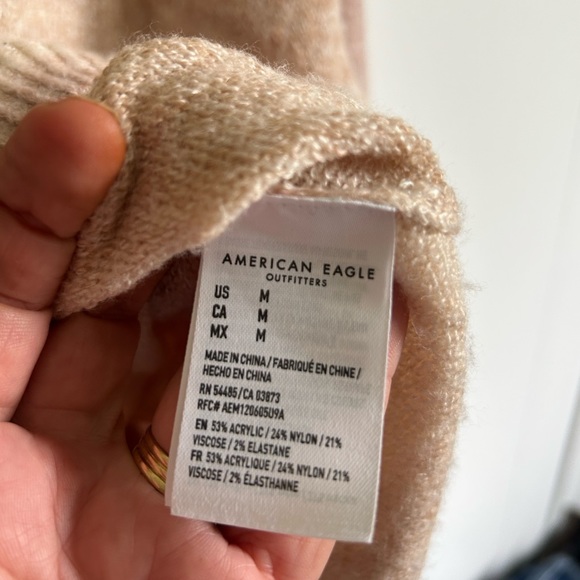 AMERICAN EAGLE
OUTFITTERS
US M
CA M
MX M
MADE IN CHINA / FABRIQUÉ EN CHINE /
HECHO EN CHINA
RN 54485/CA 03873
RFC# AEM120605U9A
EN 53% ACRYLIC / 24% NYLON / 21%
VISCOSE / 2% ELASTANE
FR 53% ACRYLIQUE / 24% NYLON / 21%
VISCOSE / 2% ÉLASTHANNE